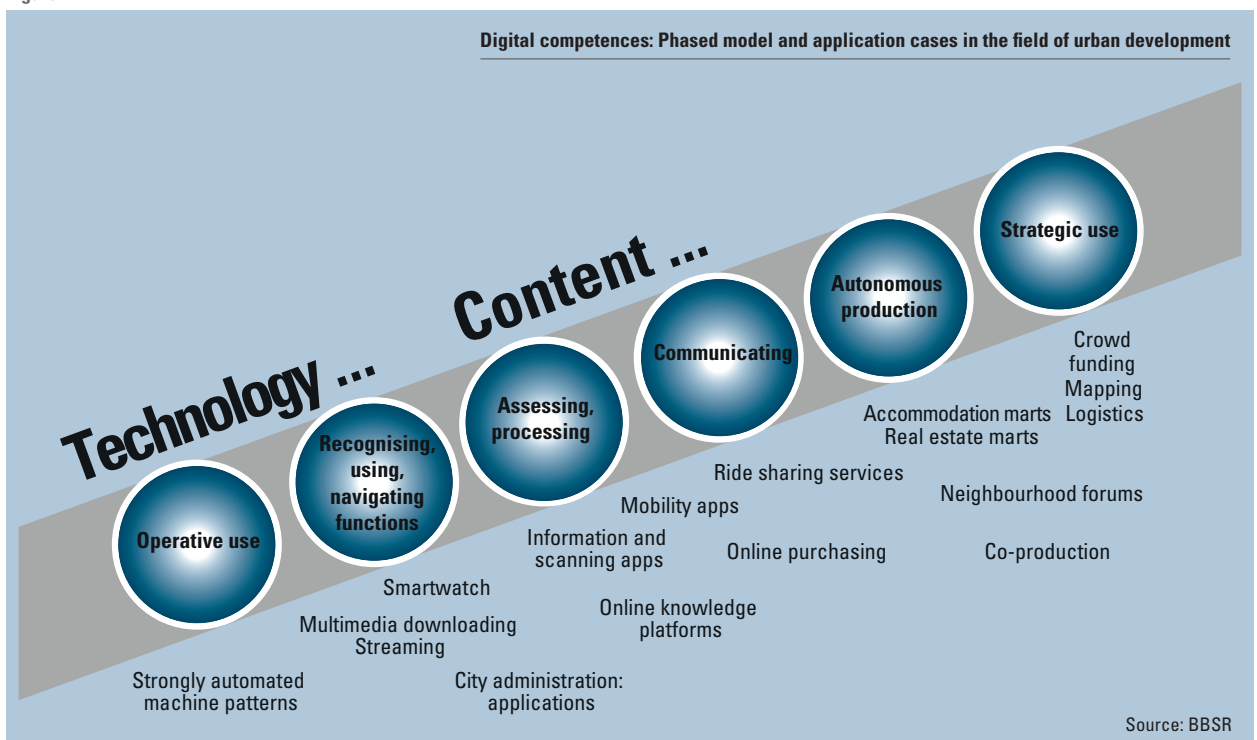 Digital competences: Phased model and application cases in the field of urban development
Technology ...
Content ...
Operative use
Recognising,
using,
navigating
functions
Assessing,
processing
Communicating
Autonomous
production
Strategic use
Crowd
funding
Mapping
Logistics
Accommodation marts
Real estate marts
Ride sharing services
Neighbourhood forums
Mobility apps
Information and
scanning apps
Online purchasing
Co-production
Smartwatch
Online knowledge
platforms
Multimedia downloading
Streaming
Strongly automated
machine patterns
City administration:
applications
Source: BBSR